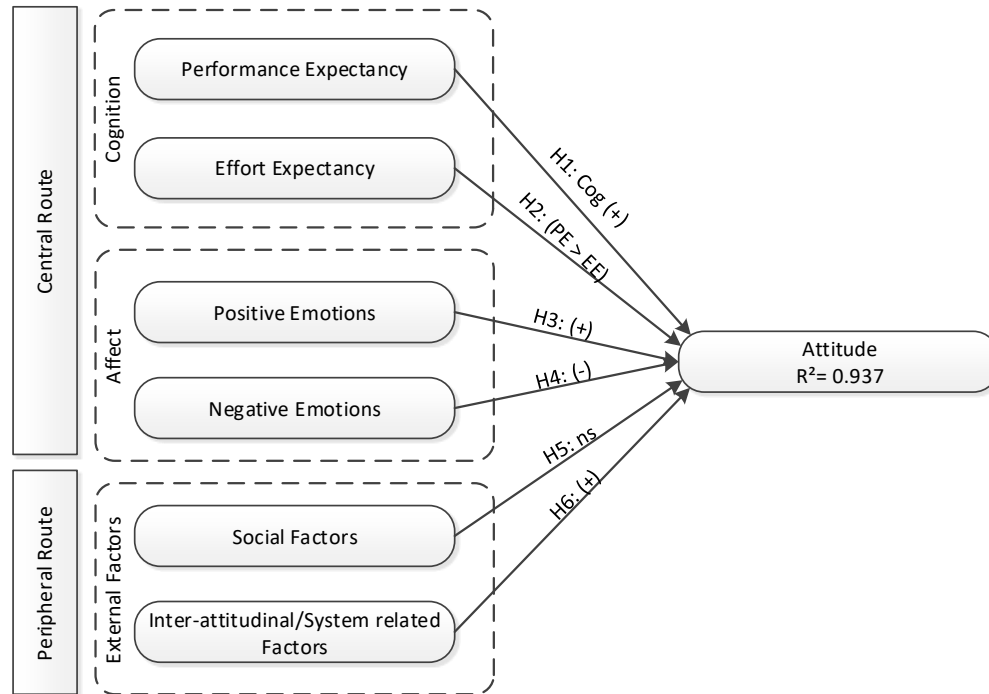 Central Route
Cognition
Performance Expectancy
Effort Expectancy
Affect
Positive Emotions
Negative Emotions
Peripheral Route
External Factors
Social Factors
Inter-attitudinal/System related
Factors
H1: Cog (+)
H2: (PE > EE)
H3: (+)
H4: (-)
H5: ns
H6: (+)
Attitude
R²= 0.937